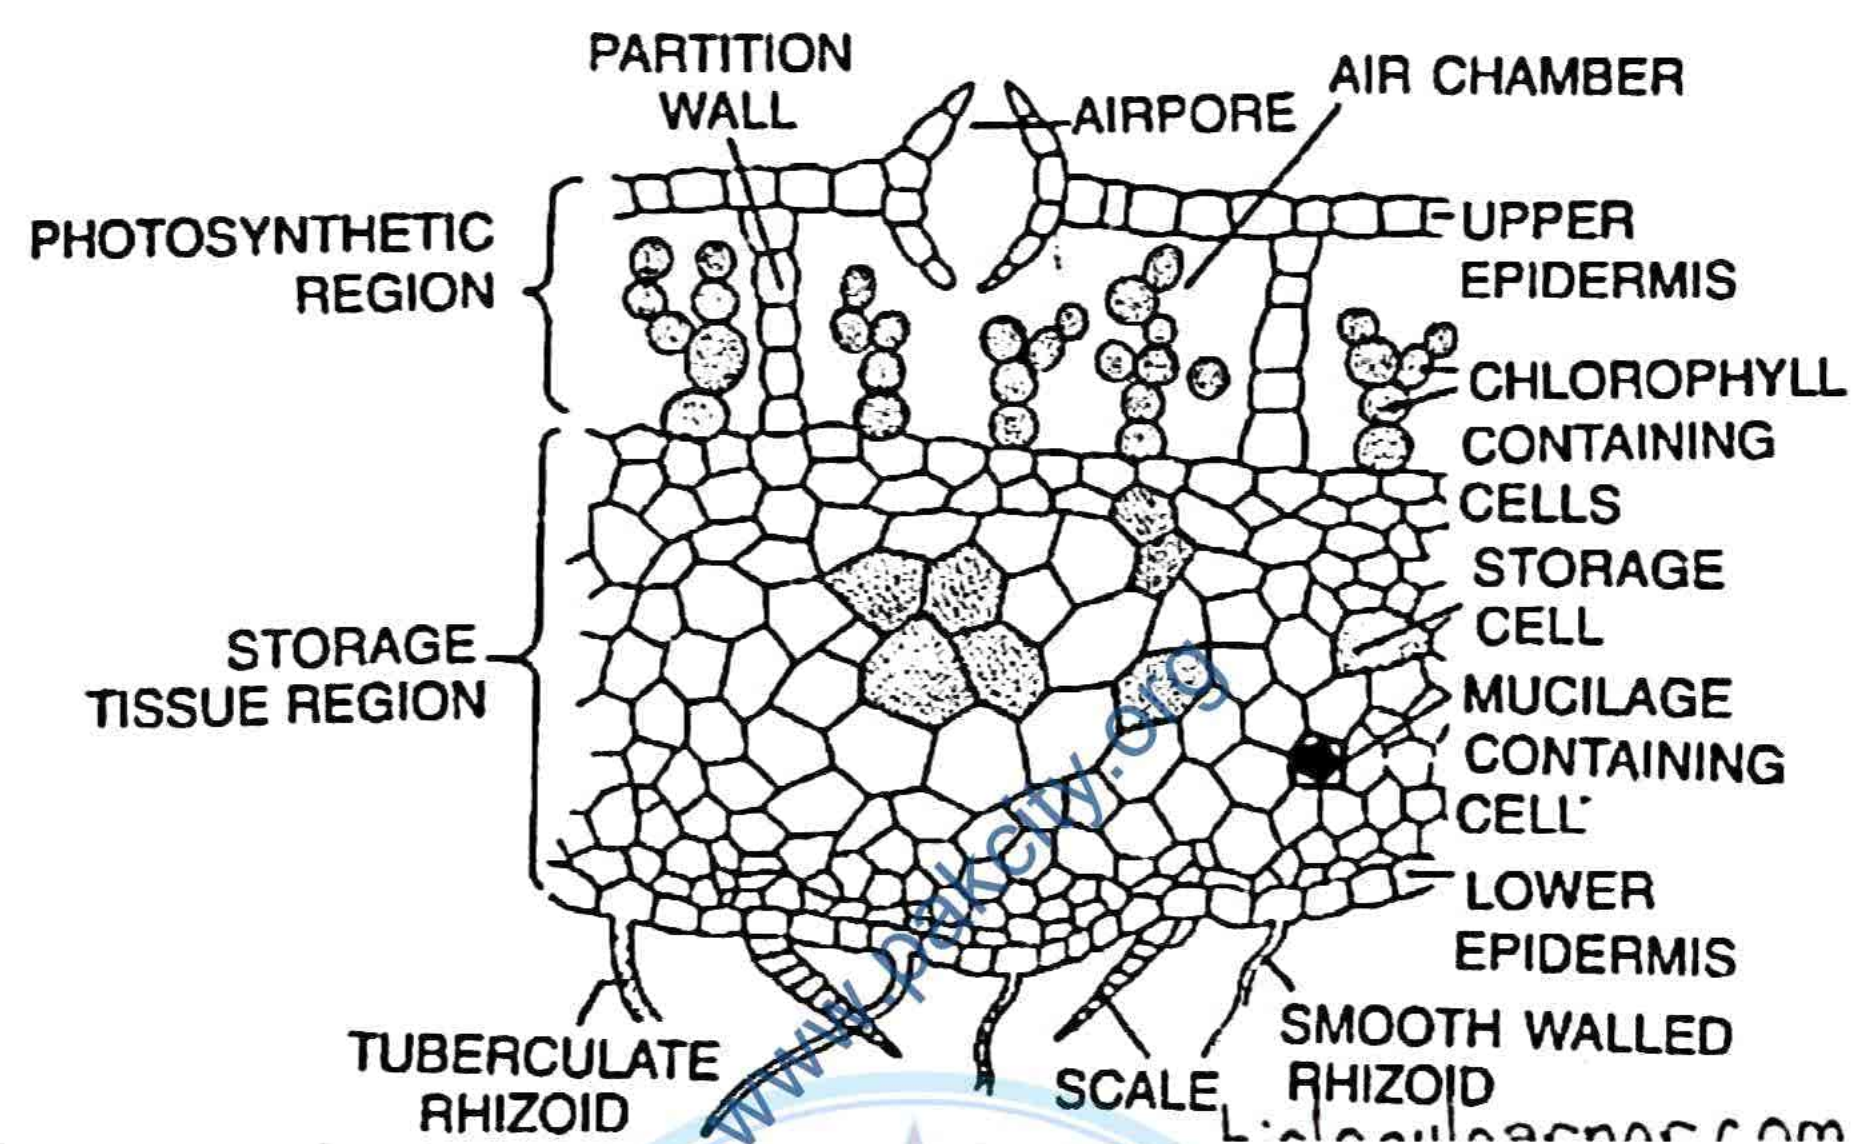 PARTITION
WALL
AIRPORE
AIR CHAMBER
PHOTOSYNTHETIC
REGION
UPPER
EPIDERMIS
CHLOROPHYLL
CONTAINING
CELLS
STORAGE
CELL
STORAGE
TISSUE REGION
MUCILAGE
CONTAINING
CELL
LOWER
EPIDERMIS
TUBERCULATE
RHIZOID
SCALE
SMOOTH WALLED
RHIZOID
www.pakcity.org